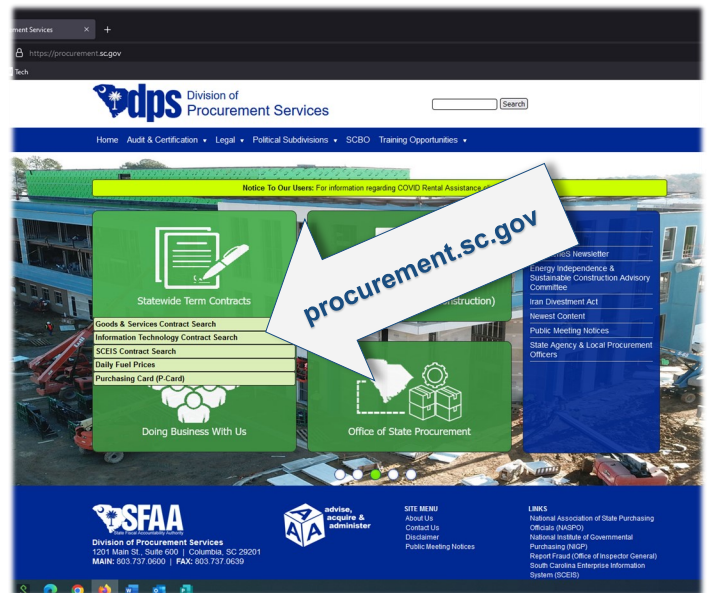 ment Services
https://procurement.sc.gov
Tech
dps Division of
Procurement Services
Search
Home Audit & Certification Legal Political Subdivisions SCBO Training Opportunities
Notice To Our Users: For information regarding COVID Rental Assistance
procurement.sc.gov
Statewide Term Contracts
Goods & Services Contract Search
Information Technology Contract Search
SCEIS Contract Search
Daily Fuel Prices
Purchasing Card (P-Card)
nstruction)
Newsletter
Energy Independence &
Sustainable Construction Advisory
Committee
Iran Divestment Act
Newest Content
Public Meeting Notices
State Agency & Local Procurement
Officers
Doing Business With Us
Office of State Procurement
SFAA
State Fiscal Accountability Authority
Division of Procurement Services
1201 Main St., Suite 600 | Columbia, SC 29201
MAIN: 803.737.0600 | FAX: 803.737.0639
AAA
advise,
acquire &
administer
SITE MENU
About Us
Contact Us
Disclaimer
Public Meeting Notices
LINKS
National Association of State Purchasing
Officials (NASPO)
National Institute of Governmental
Purchasing (NIGP)
Report Fraud (Office of Inspector General)
South Carolina Enterprise Information
System (SCEIS)